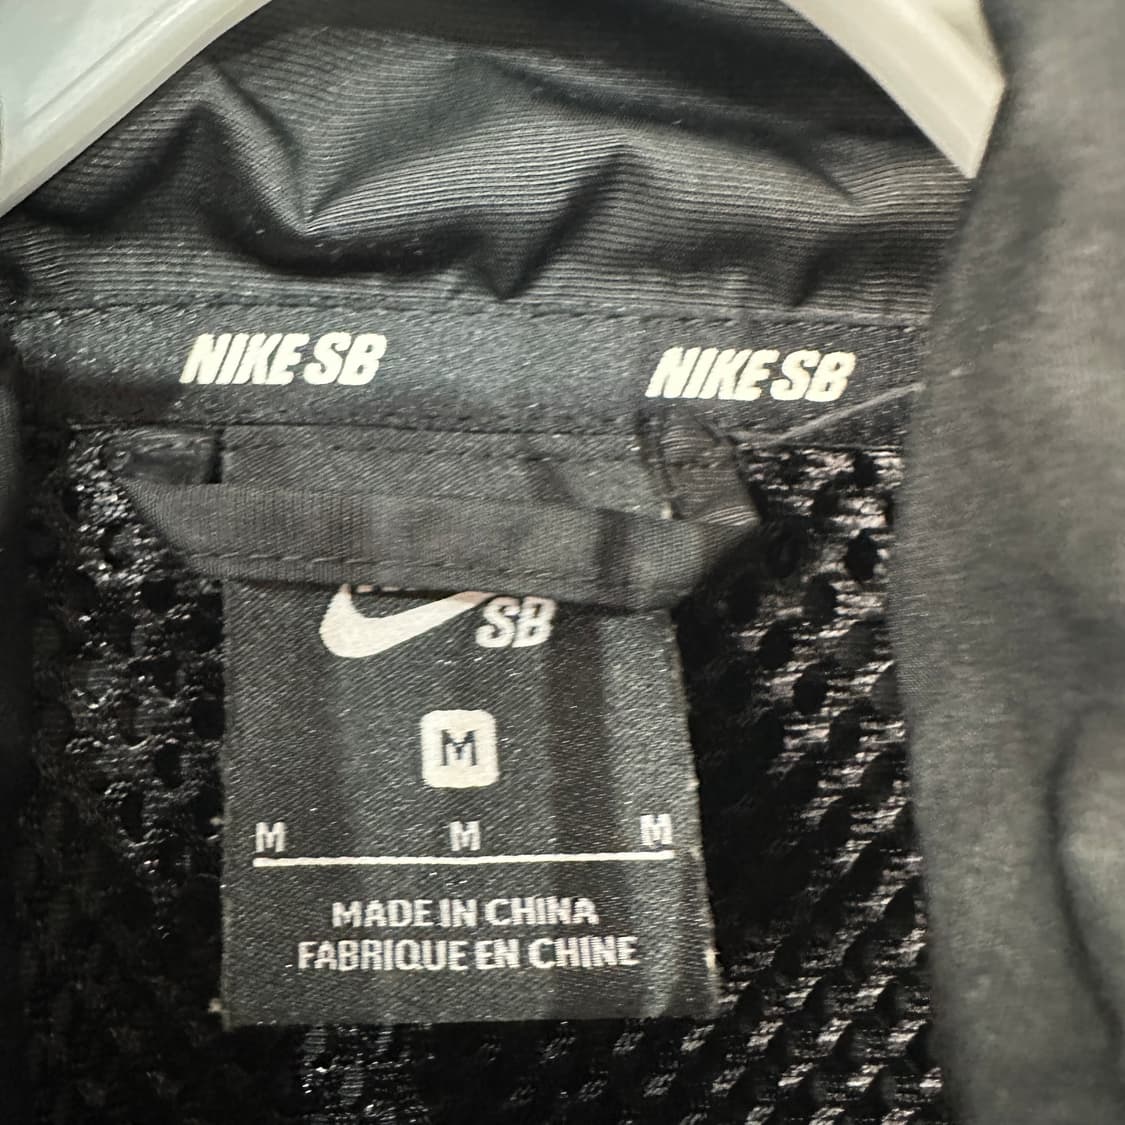 NIKE SB NIKE SB
SB
M
M M M
MADE IN CHINA
FABRIQUE EN CHINE